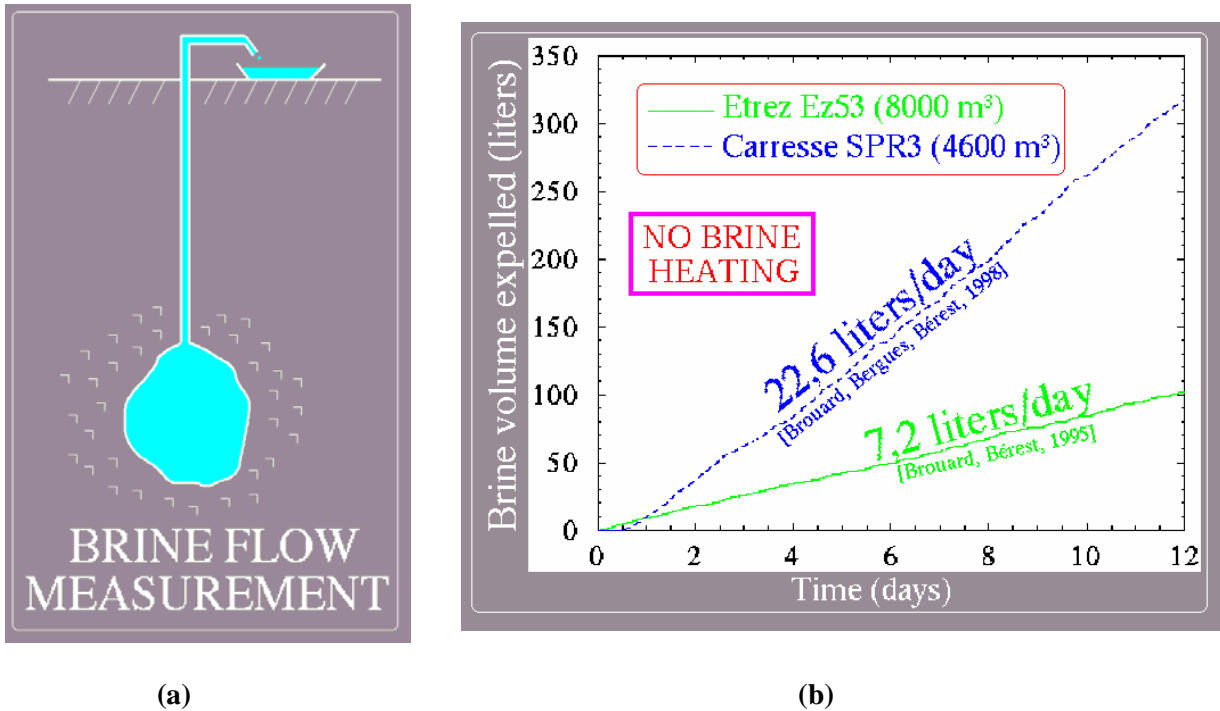 BRINE FLOW
MEASUREMENT
(a)
Brine volume expelled (liters)
350
300
250
200
150
100
50
0
Etrez Ez53 (8000 m³)
Carresse SPR3 (4600 m³)
NO BRINE
HEATING
22,6 liters/day
[Brouard, Bergues, Bérest, 1998]
7,2 liters/day
[Brouard, Bérest, 1995]
0 2 4 6 8 10 12
Time (days)
(b)